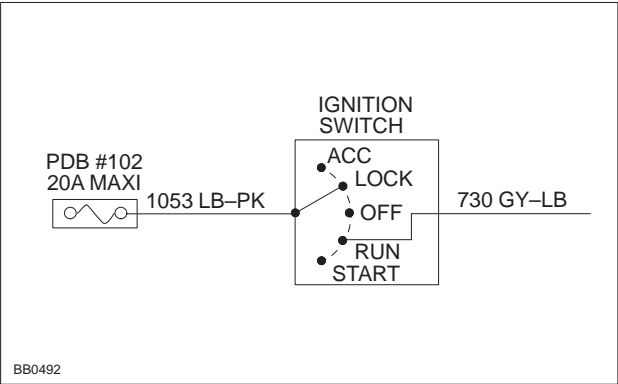 IGNITION
SWITCH
PDB #102
20A MAXI
1053 LB–PK
ACC
LOCK
OFF
RUN
START
730 GY–LB
BB0492